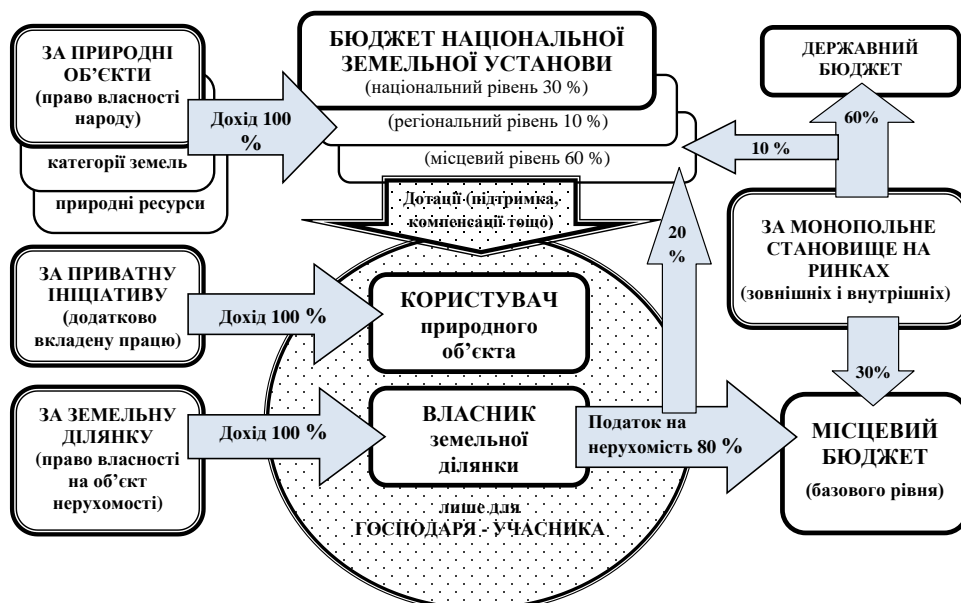 ЗА ПРИРОДНІ
ОБ’ЄКТИ
(право власності
народу)
категорії земель
природні ресурси
Дохід 100
%
БЮДЖЕТ НАЦІОНАЛЬНОЇ
ЗЕМЕЛЬНОЇ УСТАНОВИ
(національний рівень 30 %)
(регіональний рівень 10 %)
(місцевий рівень 60 %)
ДЕРЖАВНИЙ
БЮДЖЕТ
60%
10 %
Дотації (підтримка,
компенсації тощо)
20
%
ЗА МОНОПОЛЬНЕ
СТАНОВИЩЕ НА
РИНКАХ
(зовнішніх і внутрішніх)
ЗА ПРИВАТНУ
ІНІЦІАТИВУ
(додатково
вкладену працю)
Дохід 100 %
КОРИСТУВАЧ
природного
об’єкта
30%
ЗА ЗЕМЕЛЬНУ
ДІЛЯНКУ
(право власності
на об’єкт
нерухомості)
Дохід 100 %
ВЛАСНИК
земельної
ділянки
Податок на
нерухомість 80 %
МІСЦЕВИЙ
БЮДЖЕТ
(базового рівня)
лише для
ГОСПОДАРЯ - УЧАСНИКА